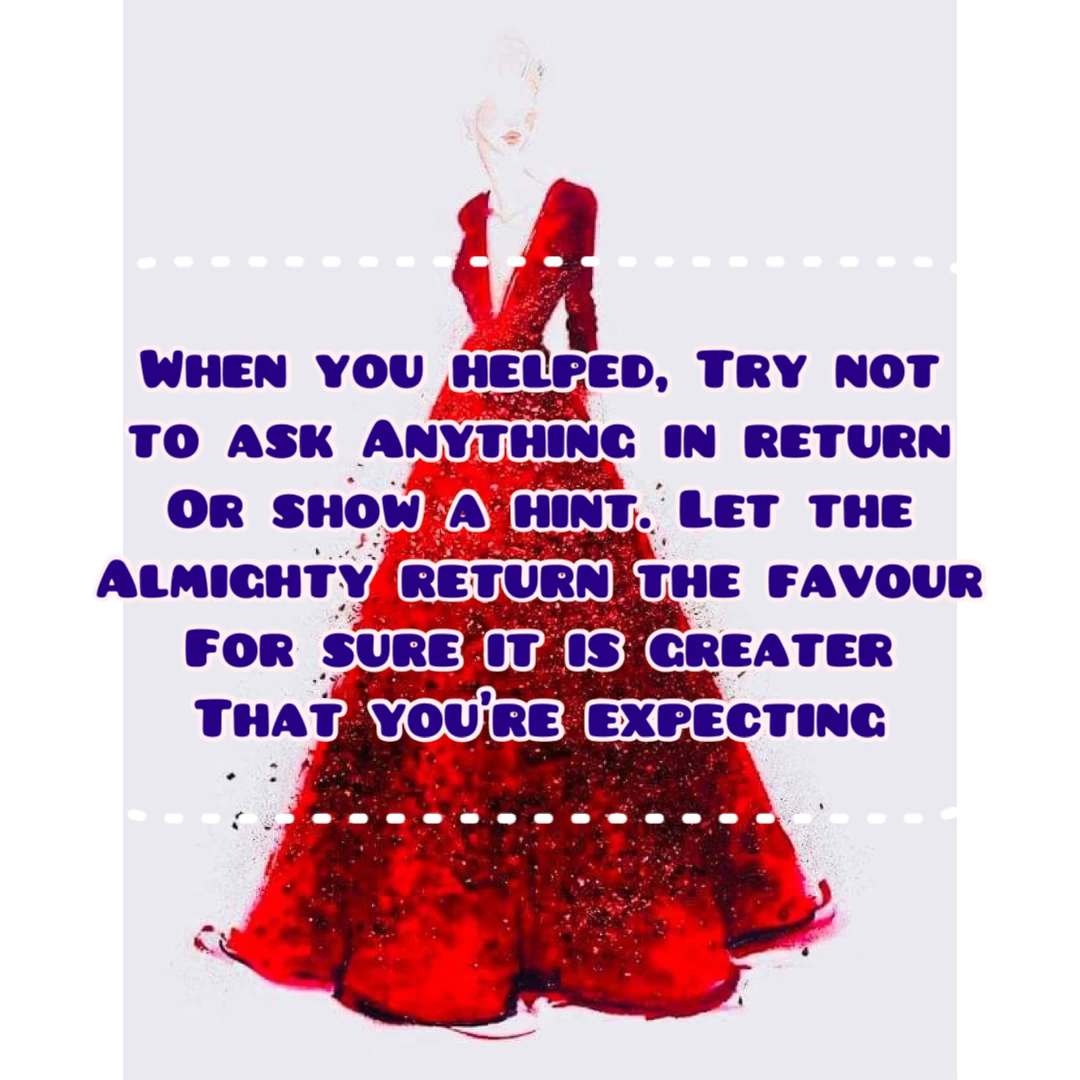 When you helped, Try not
to ask Anything in return
Or show a hint. Let the
Almighty return the favour
For sure it is greater
That you're expecting